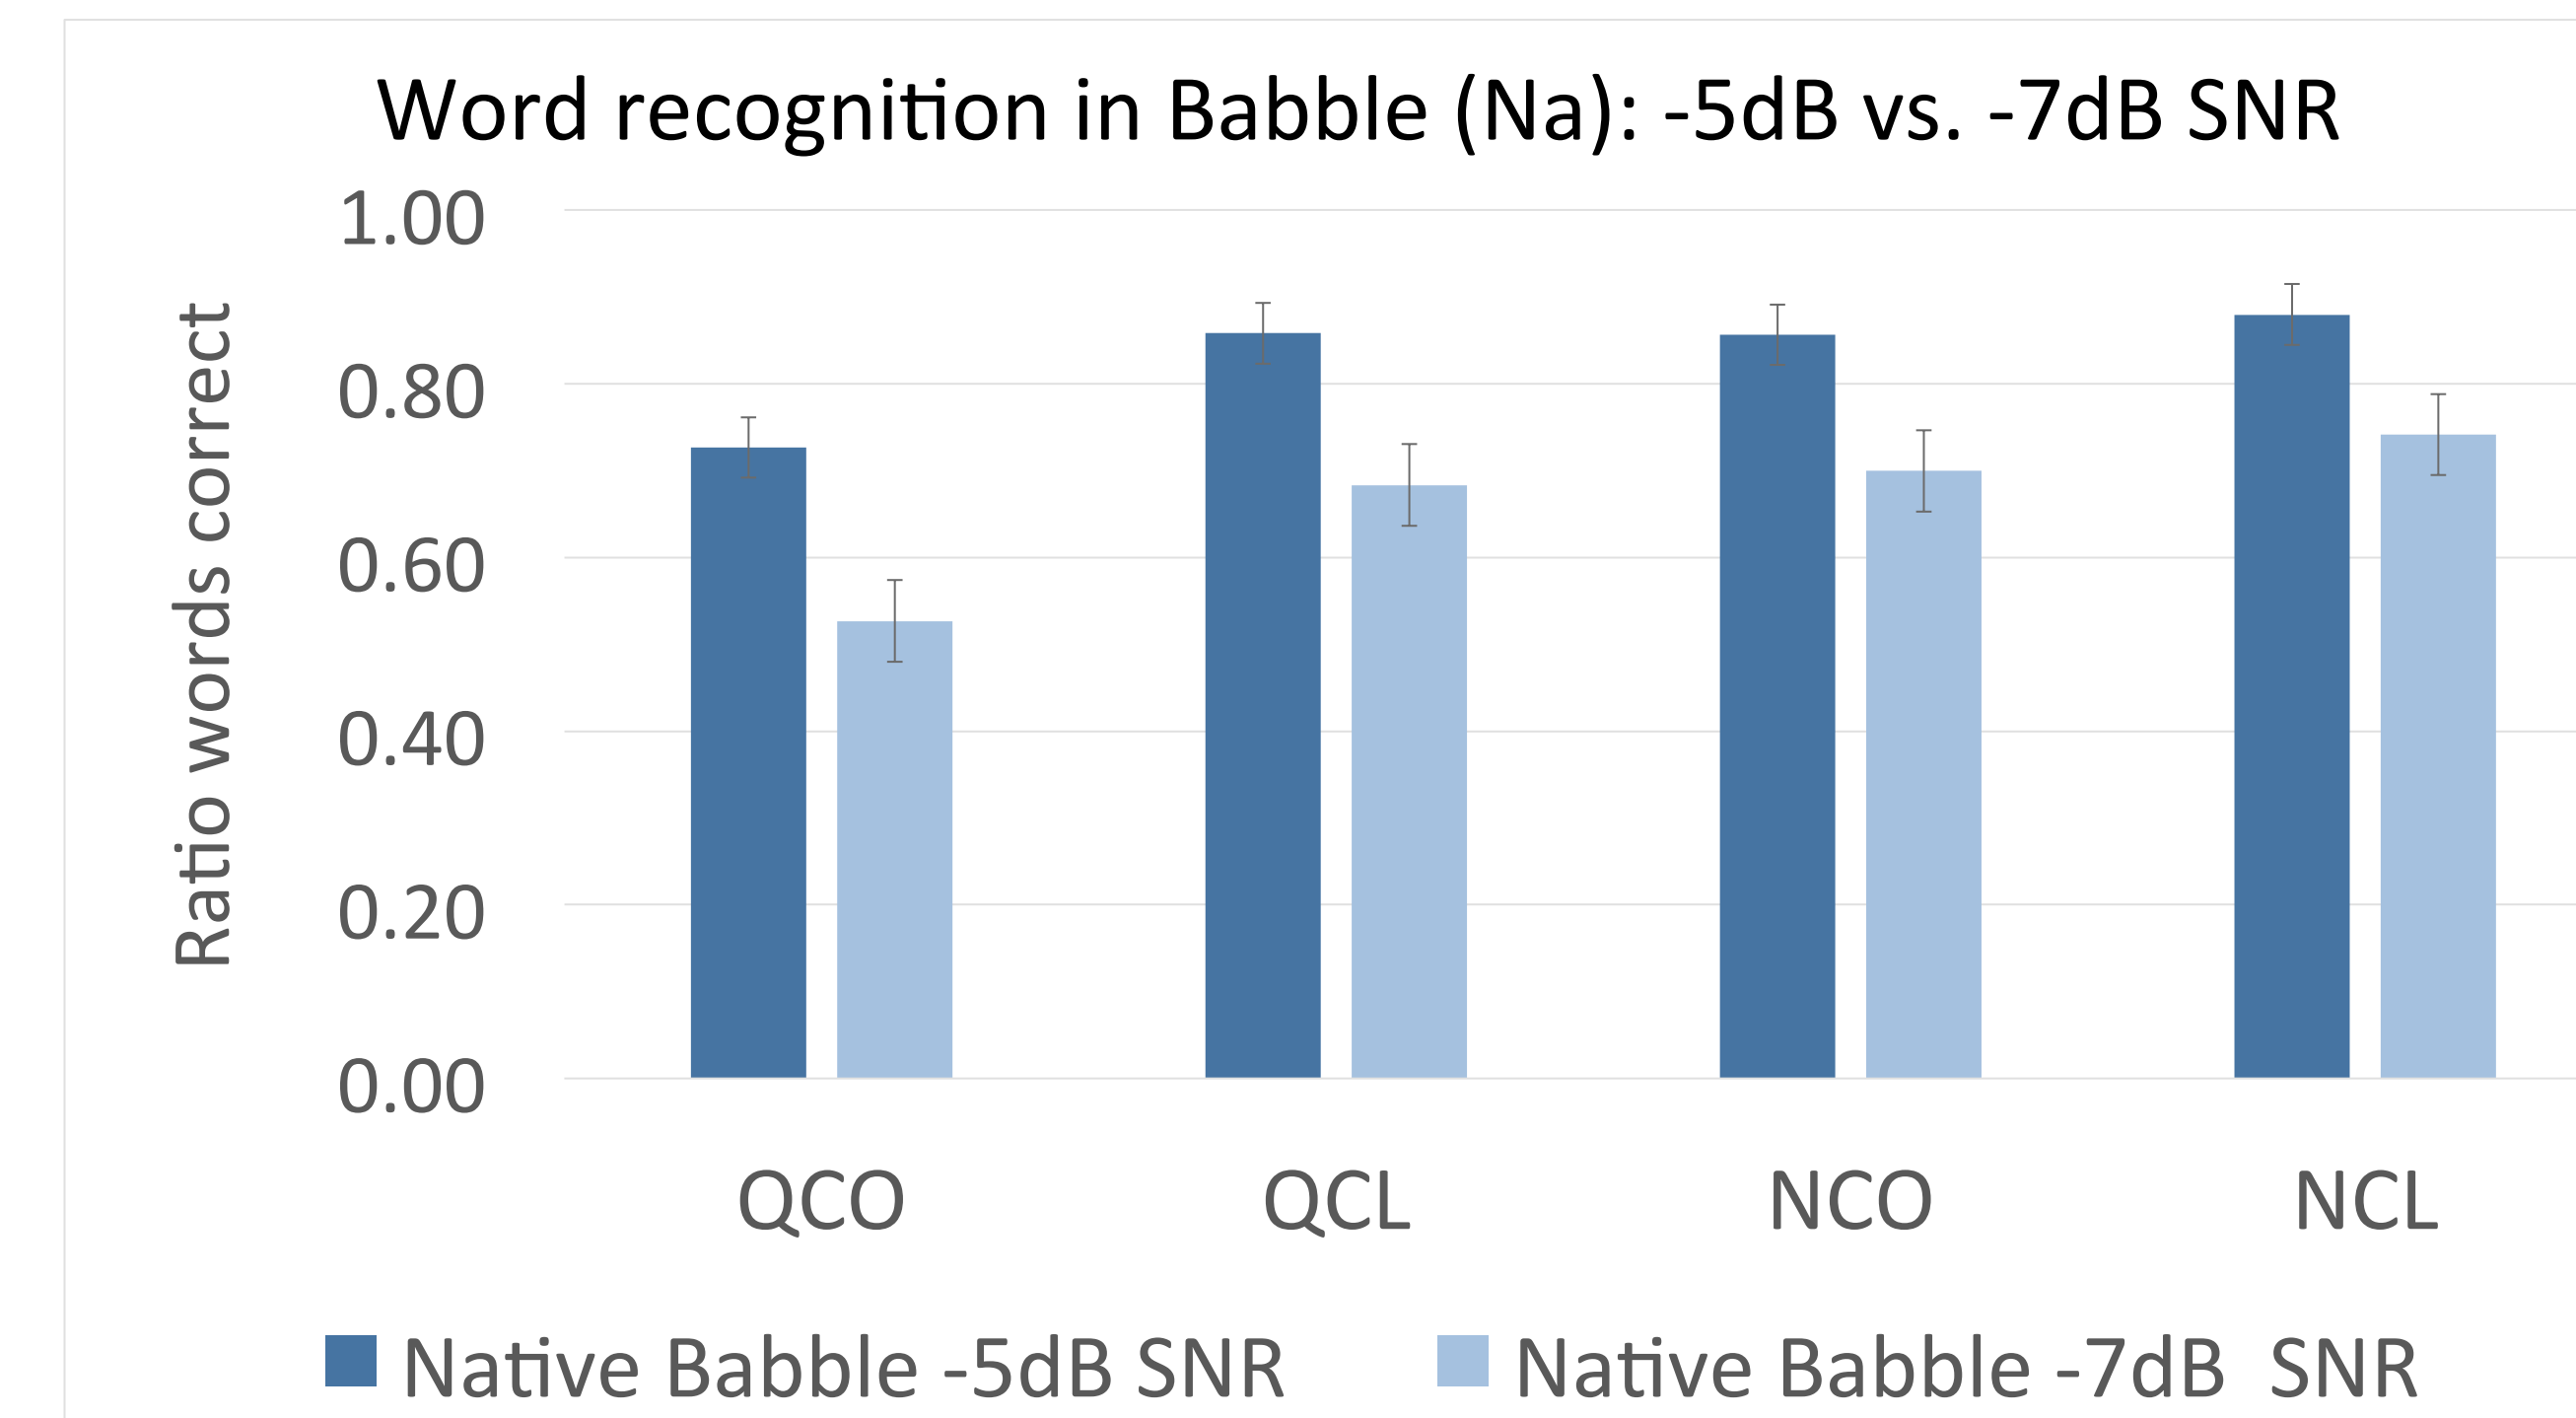 Word recognition in Babble (Na): -5dB vs. -7dB SNR
Ratio words correct
1.00
0.80
0.60
0.40
0.20
0.00
QCO QCL NCO NCL
Native Babble -5dB SNR Native Babble -7dB SNR